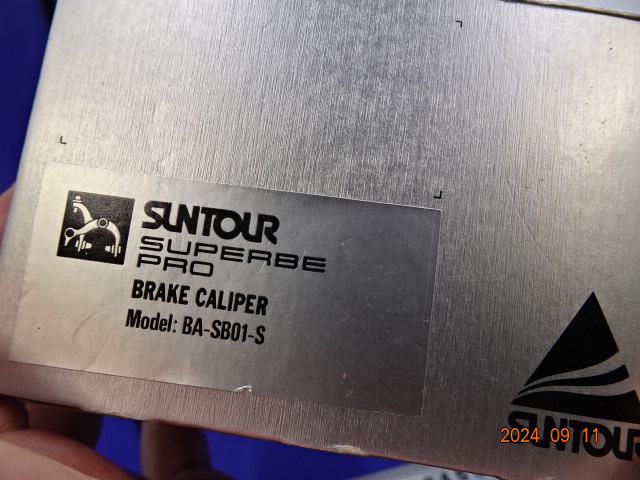 SUNTOUR
SUPERBE
PRO
BRAKE CALIPER
Model: BA-SB01-S
SUNTOUR
2024 09 11